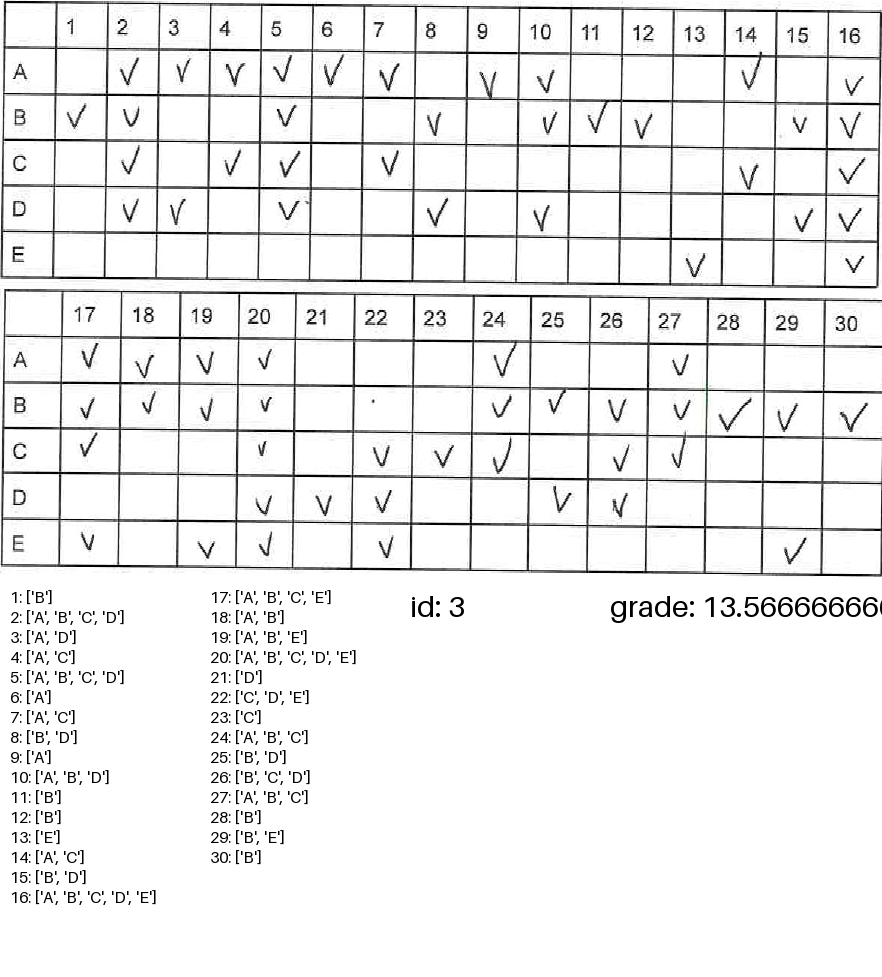 1 2 3 4 5 6 7 8 9 10 11 12 13 14 15 16
A ✓ ✓ ✓ ✓ ✓ ✓ ✓ ✓ ✓ ✓
B ✓ ✓ ✓ ✓ ✓ ✓ ✓ ✓ ✓
C ✓ ✓ ✓ ✓ ✓ ✓
D ✓ ✓ ✓ ✓ ✓ ✓ ✓
E ✓ ✓
17 18 19 20 21 22 23 24 25 26 27 28 29 30
A ✓ ✓ ✓ ✓ ✓ ✓
B ✓ ✓ ✓ ✓ ✓ ✓ ✓ ✓ ✓ ✓ ✓
C ✓ ✓ ✓ ✓ ✓ ✓ ✓
D ✓ ✓ ✓ ✓ ✓
E ✓ ✓ ✓ ✓ ✓
1: ['B']
2: ['A', 'B', 'C', 'D']
3: ['A', 'D']
4: ['A', 'C']
5: ['A', 'B', 'C', 'D']
6: ['A']
7: ['A', 'C']
8: ['B', 'D']
9: ['A']
10: ['A', 'B', 'D']
11: ['B']
12: ['B']
13: ['E']
14: ['A', 'C']
15: ['B', 'D']
16: ['A', 'B', 'C', 'D', 'E']
17: ['A', 'B', 'C', 'E']
18: ['A', 'B']
19: ['A', 'B', 'E']
20: ['A', 'B', 'C', 'D', 'E']
21: ['D']
22: ['C', 'D', 'E']
23: ['C']
24: ['A', 'B', 'C']
25: ['B', 'D']
26: ['B', 'C', 'D']
27: ['A', 'B', 'C']
28: ['B']
29: ['B', 'E']
30: ['B']
id: 3
grade: 13.566666666